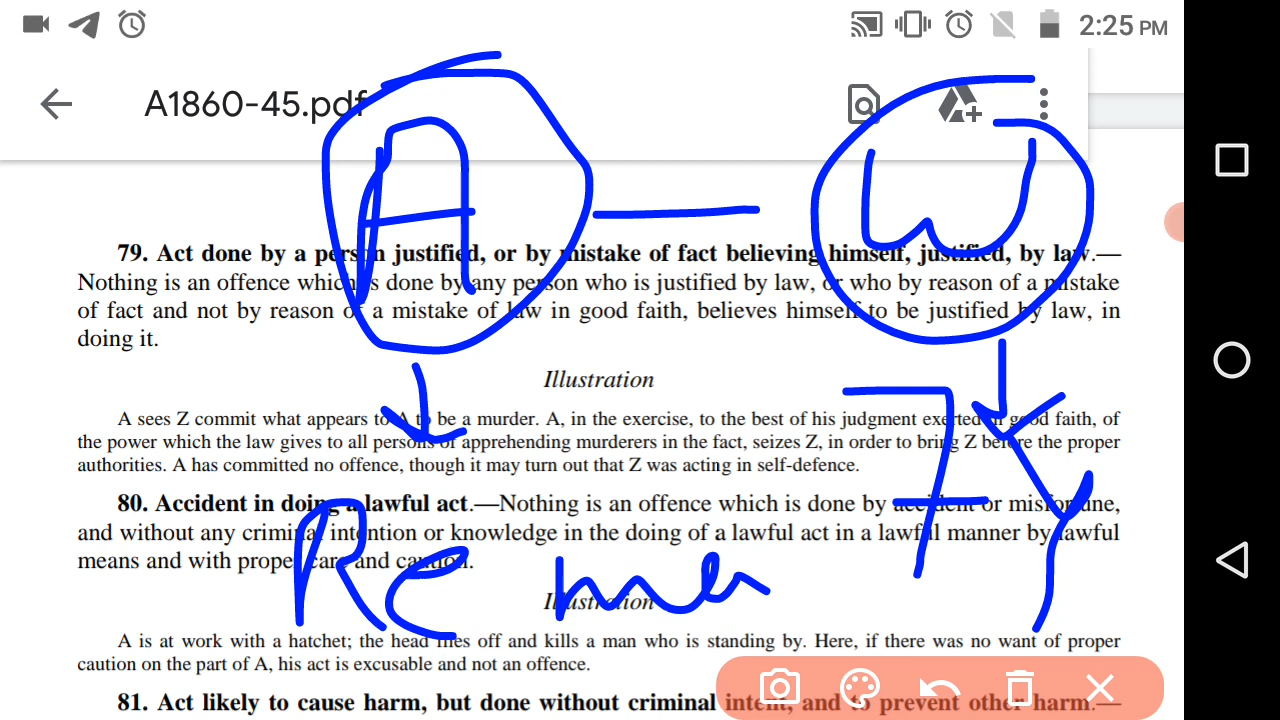 2:25 PM
A1860-45.pdf
A
W
79. Act done by a person justified, or by mistake of fact believing himself, justified, by law.—
Nothing is an offence which is done by any person who is justified by law, or who by reason of a mistake
of fact and not by reason of a mistake of law in good faith, believes himself to be justified by law, in
doing it.
Illustration
A sees Z commit what appears to A to be a murder. A, in the exercise, to the best of his judgment exerted in good faith, of
the power which the law gives to all persons of apprehending murderers in the fact, seizes Z, in order to bring Z before the proper
authorities. A has committed no offence, though it may turn out that Z was acting in self-defence.
80. Accident in doing a lawful act.—Nothing is an offence which is done by accident or misfortune,
and without any criminal intention or knowledge in the doing of a lawful act in a lawful manner by lawful
means and with proper care and caution.
Illustration
A is at work with a hatchet; the head flies off and kills a man who is standing by. Here, if there was no want of proper
caution on the part of A, his act is excusable and not an offence.
81. Act likely to cause harm, but done without criminal intent, and to prevent other harm.—